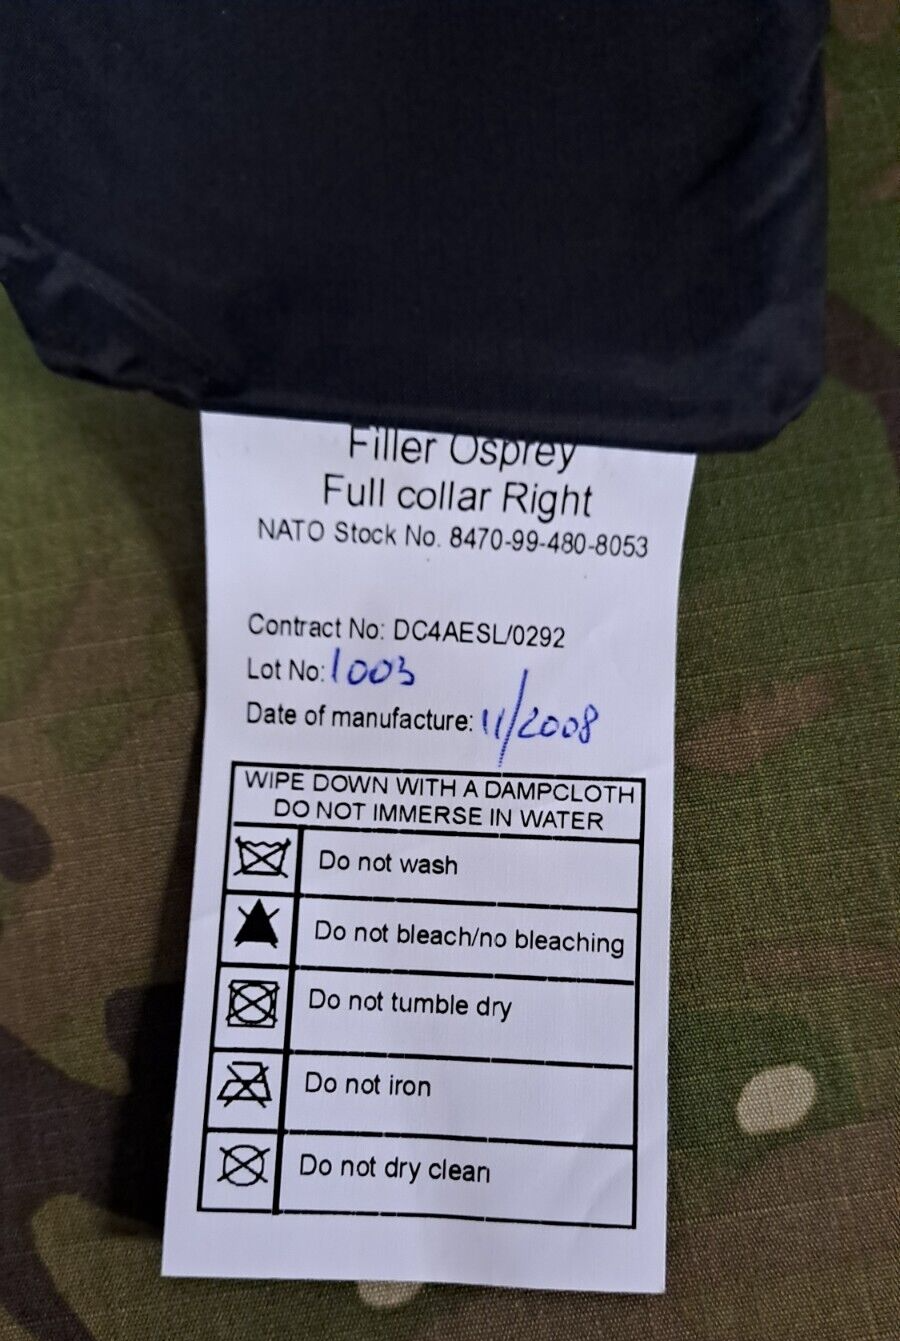 Filler Osprey
Full collar Right
NATO Stock No. 8470-99-480-8053
Contract No: DC4AESL/0292
Lot No: 1003
Date of manufacture: 11/2008
WIPE DOWN WITH A DAMPCLOTH
DO NOT IMMERSE IN WATER
Do not wash
Do not bleach/no bleaching
Do not tumble dry
Do not iron
Do not dry clean